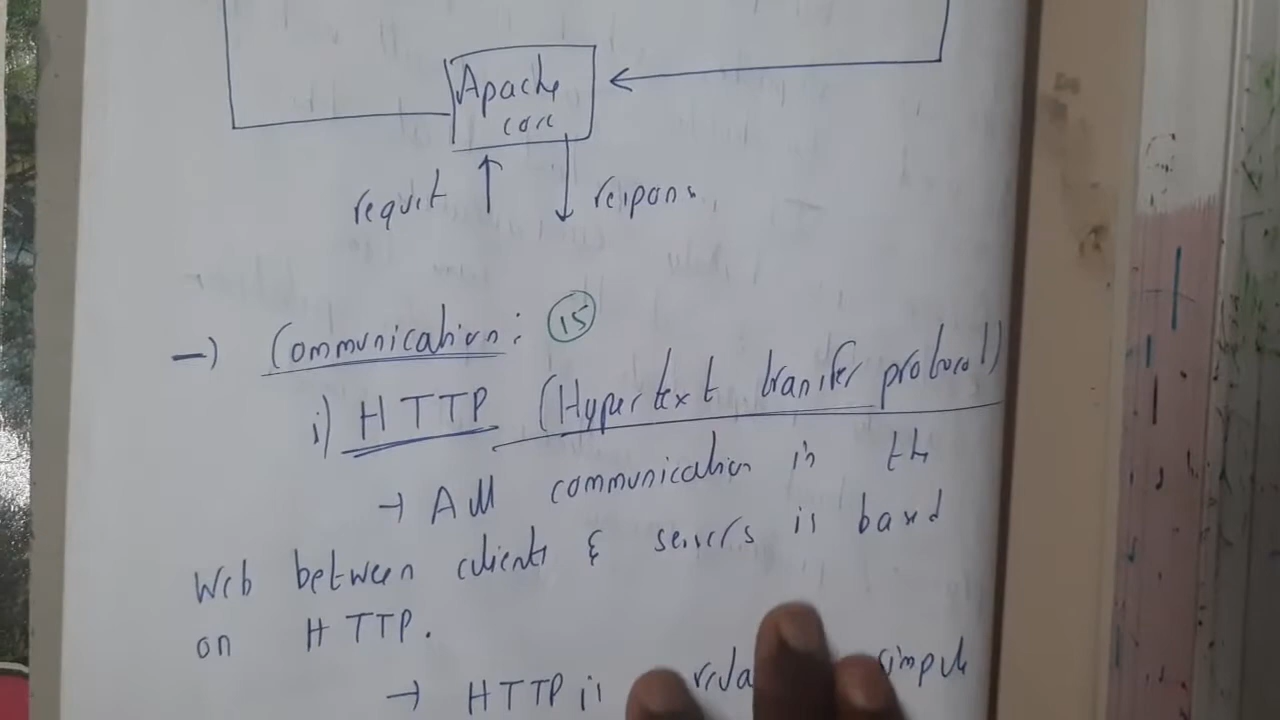 Apache
core
request
response
→ Communication: 15
i) HTTP (Hypertext transfer protocol)
→ All communication in the
Web between clients & servers is based
on HTTP.
→ HTTP is simple